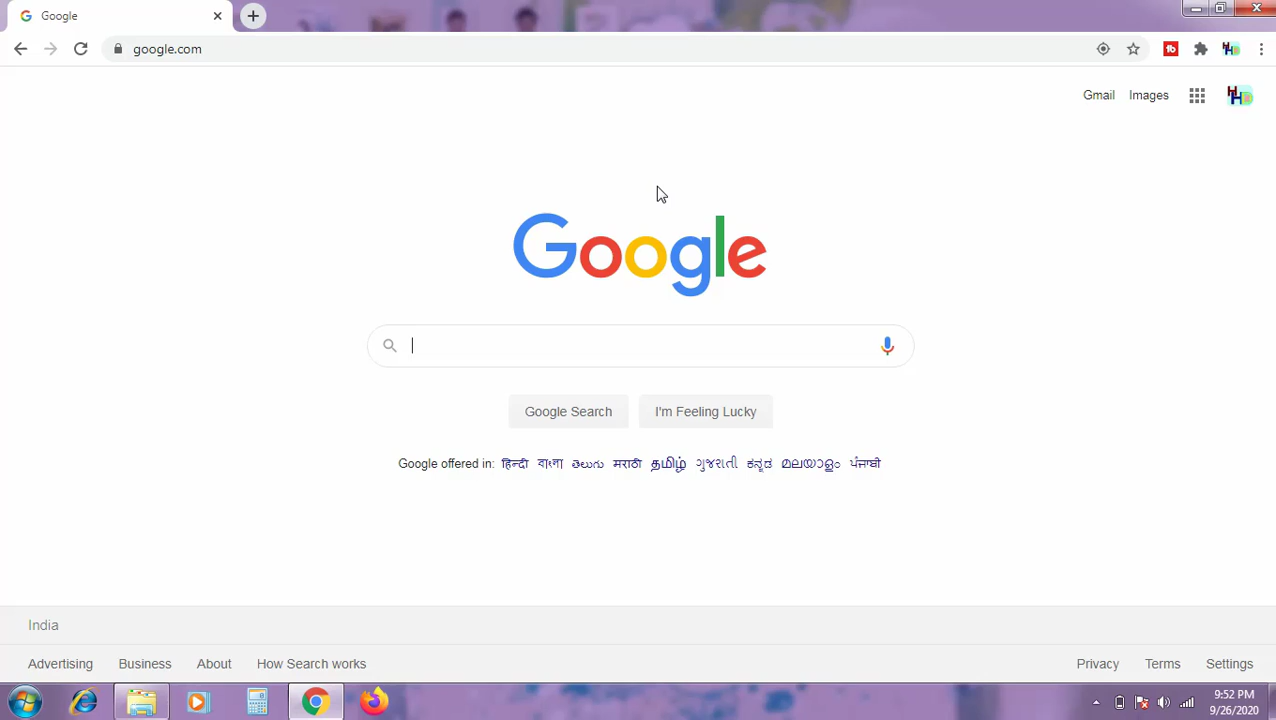 Google
google.com
Gmail Images
Google
Google Search I'm Feeling Lucky
Google offered in: हिन्दी বাংলা తెలుగు मराठी தமிழ் ગુજરાતી ಕನ್ನಡ മലയാളം ਪੰਜਾਬੀ
India
Advertising Business About How Search works Privacy Terms Settings
9:52 PM
9/26/2020